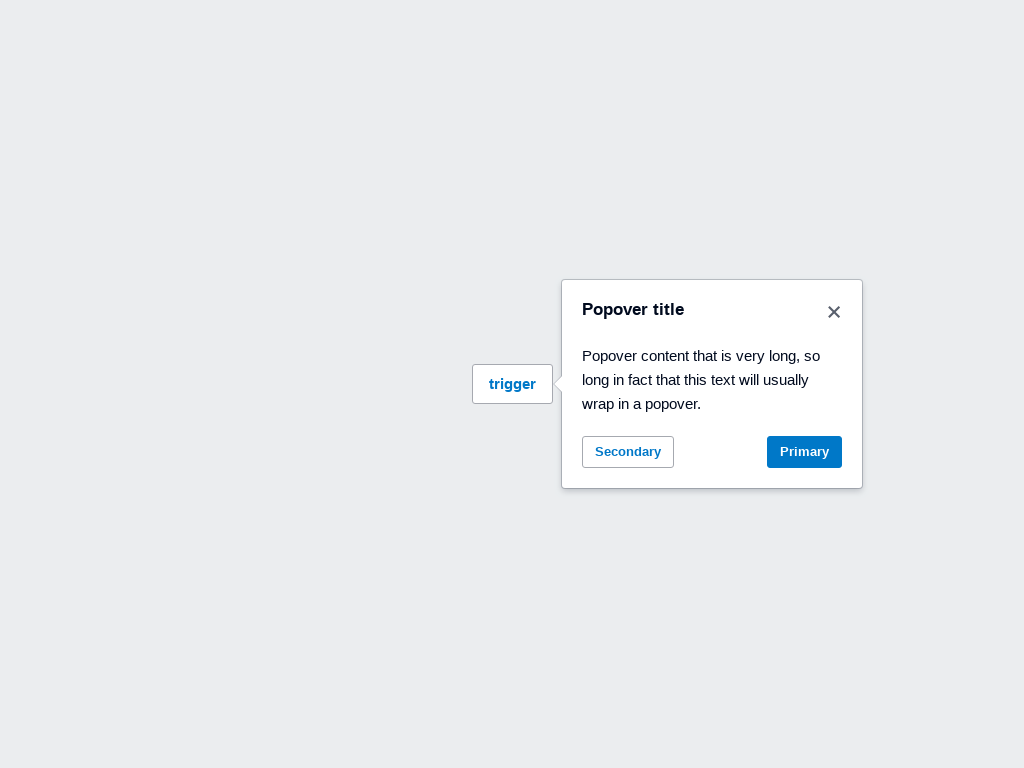 Popover title
Popover content that is very long, so
long in fact that this text will usually
wrap in a popover.
trigger
Secondary
Primary